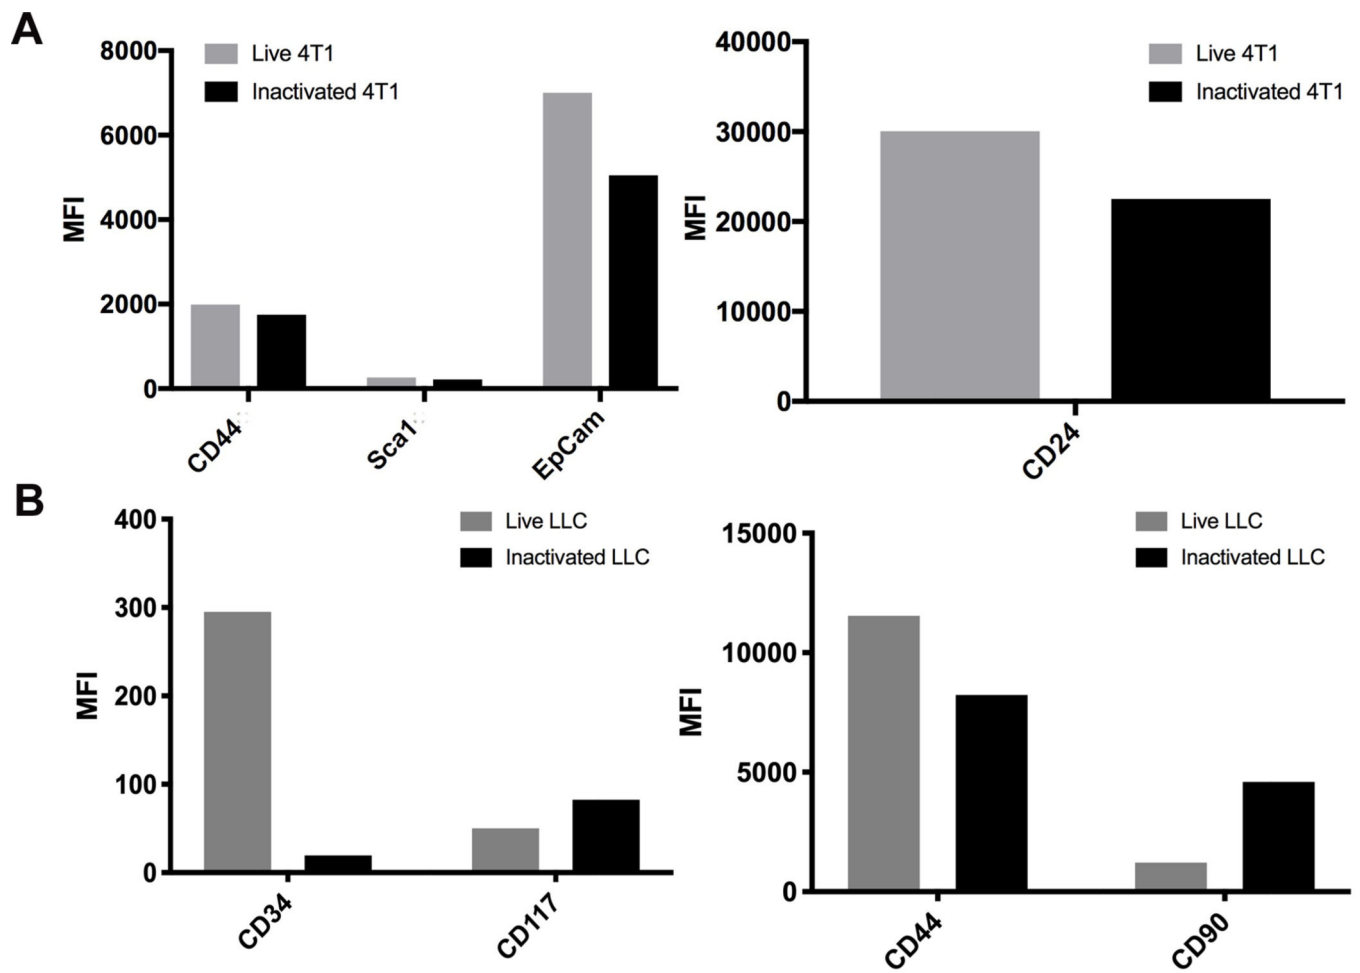 A
8000
6000
4000
2000
0
MFI
Live 4T1
Inactivated 4T1
CD44
Sca1
EpCam
40000
30000
20000
10000
0
MFI
Live 4T1
Inactivated 4T1
CD24
B
400
300
200
100
0
MFI
Live LLC
Inactivated LLC
CD34
CD117
15000
10000
5000
0
MFI
Live LLC
Inactivated LLC
CD44
CD90